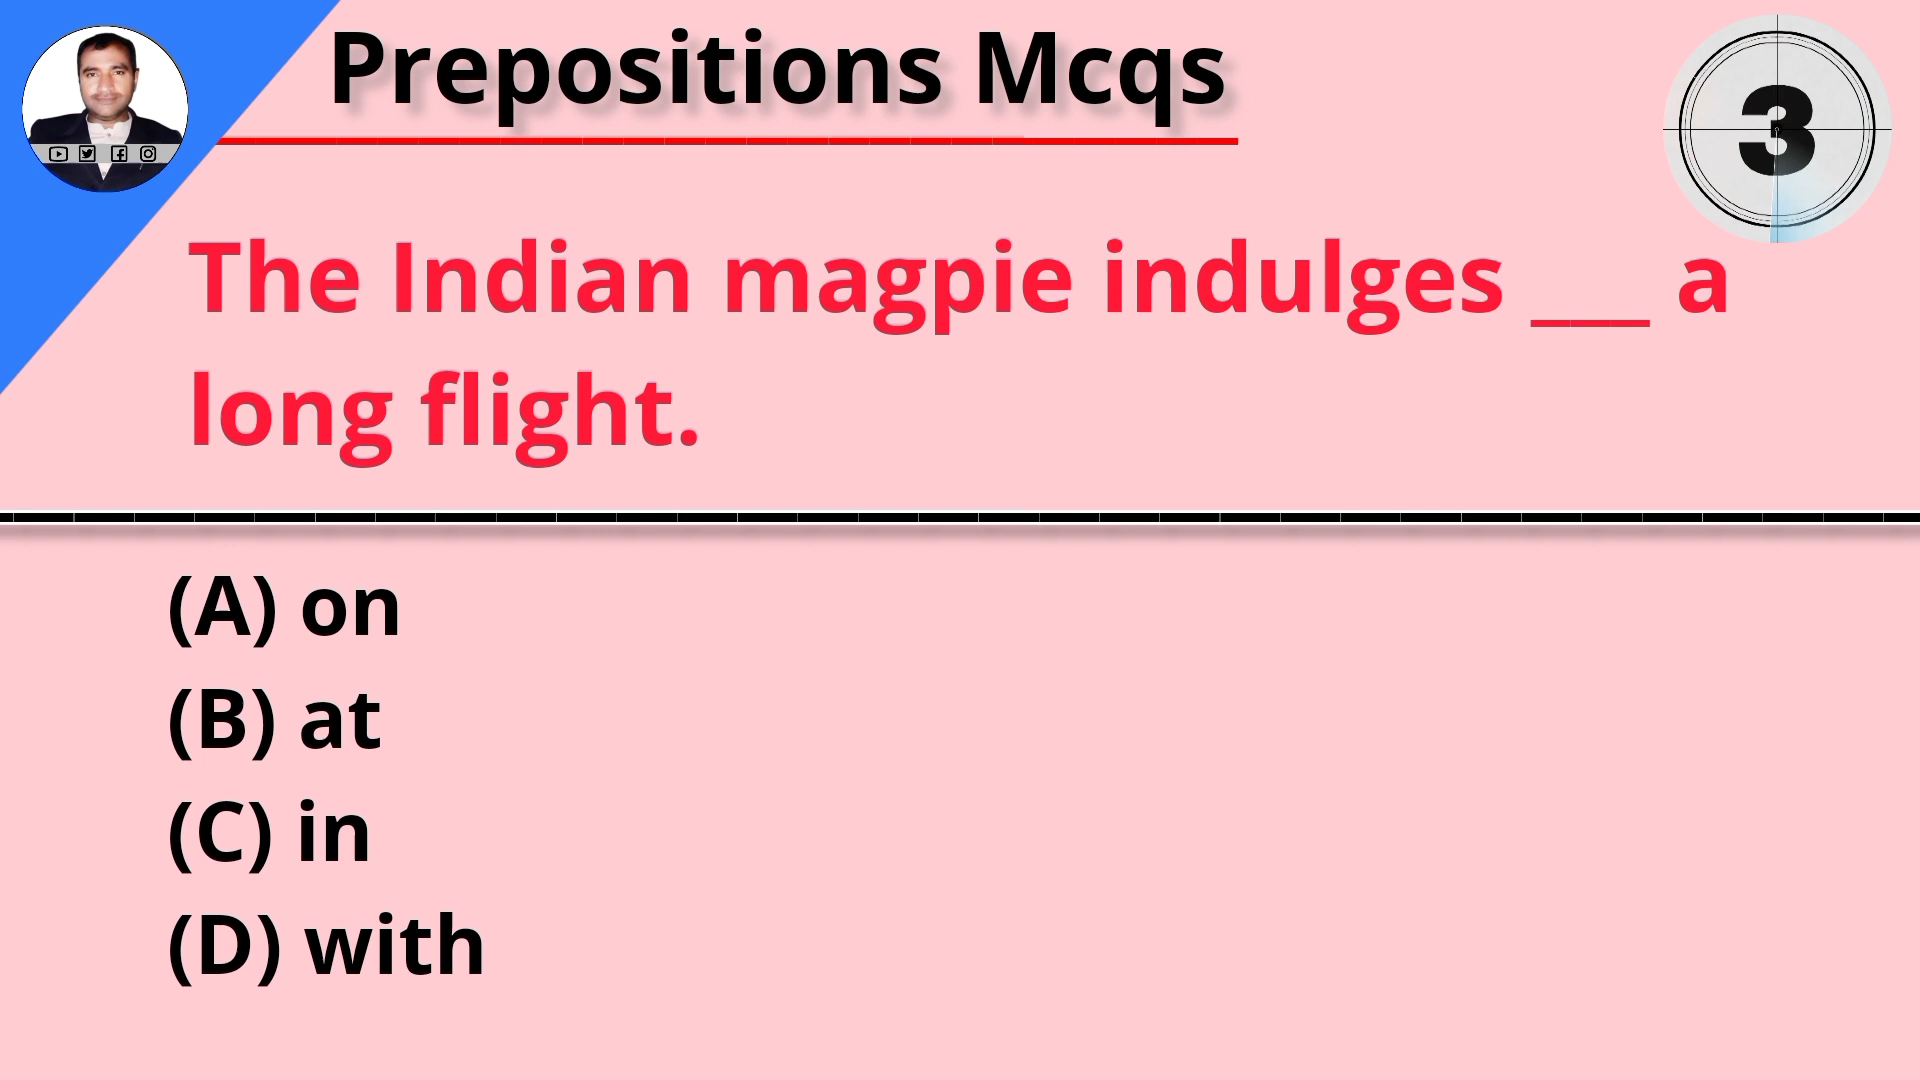 Prepositions Mcqs
3
The Indian magpie indulges ___ a
long flight.
(A) on
(B) at
(C) in
(D) with